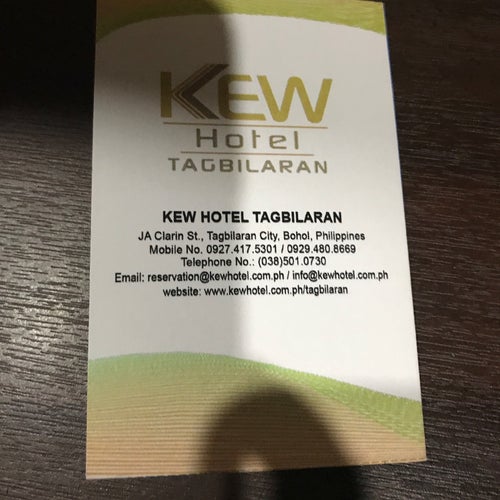 KEW
Hotel
TAGBILARAN
KEW HOTEL TAGBILARAN
JA Clarin St., Tagbilaran City, Bohol, Philippines
Mobile No. 0927.417.5301 / 0929.480.8669
Telephone No.: (038)501.0730
Email: reservation@kewhotel.com.ph / info@kewhotel.com.ph
website: www.kewhotel.com.ph/tagbilaran